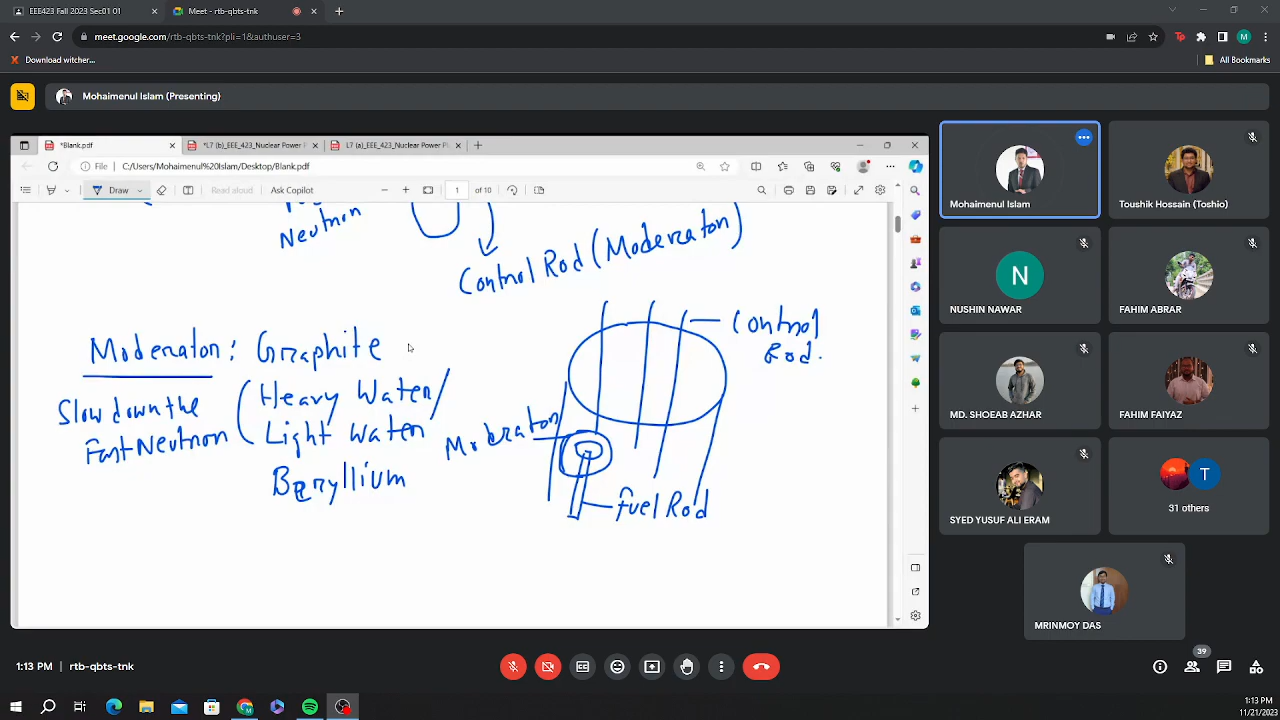 EEE423 Fall 2023 Sec01 01
Meet - rtb-qbts-tnk
meet.google.com/rtb-qbts-tnk?pli=1&authuser=3
Download witcher...
All Bookmarks
Mohaimenul Islam (Presenting)
*Blank.pdf
*L7 (b)_EEE_423_Nuclear Power P
L7 (a)_EEE_423_Nuclear Power Pl
File
C:/Users/Mohaimenul%20Islam/Desktop/Blank.pdf
Draw
Read aloud
Ask Copilot
1
of 10
Neutron
Control Rod (Moderator)
Moderator: Graphite
Slow down the
Fast Neutron
Heavy Water/
Light Water
Beryllium
Control
Rod.
Moderator
Fuel Rod
Mohaimenul Islam
Toushik Hossain (Toshio)
N
NUSHIN NAWAR
FAHIM ABRAR
MD. SHOEAB AZHAR
FAHIM FAIYAZ
SYED YUSUF ALI ERAM
T
31 others
MRINMOY DAS
1:13 PM | rtb-qbts-tnk
39
1:13 PM
11/21/2023